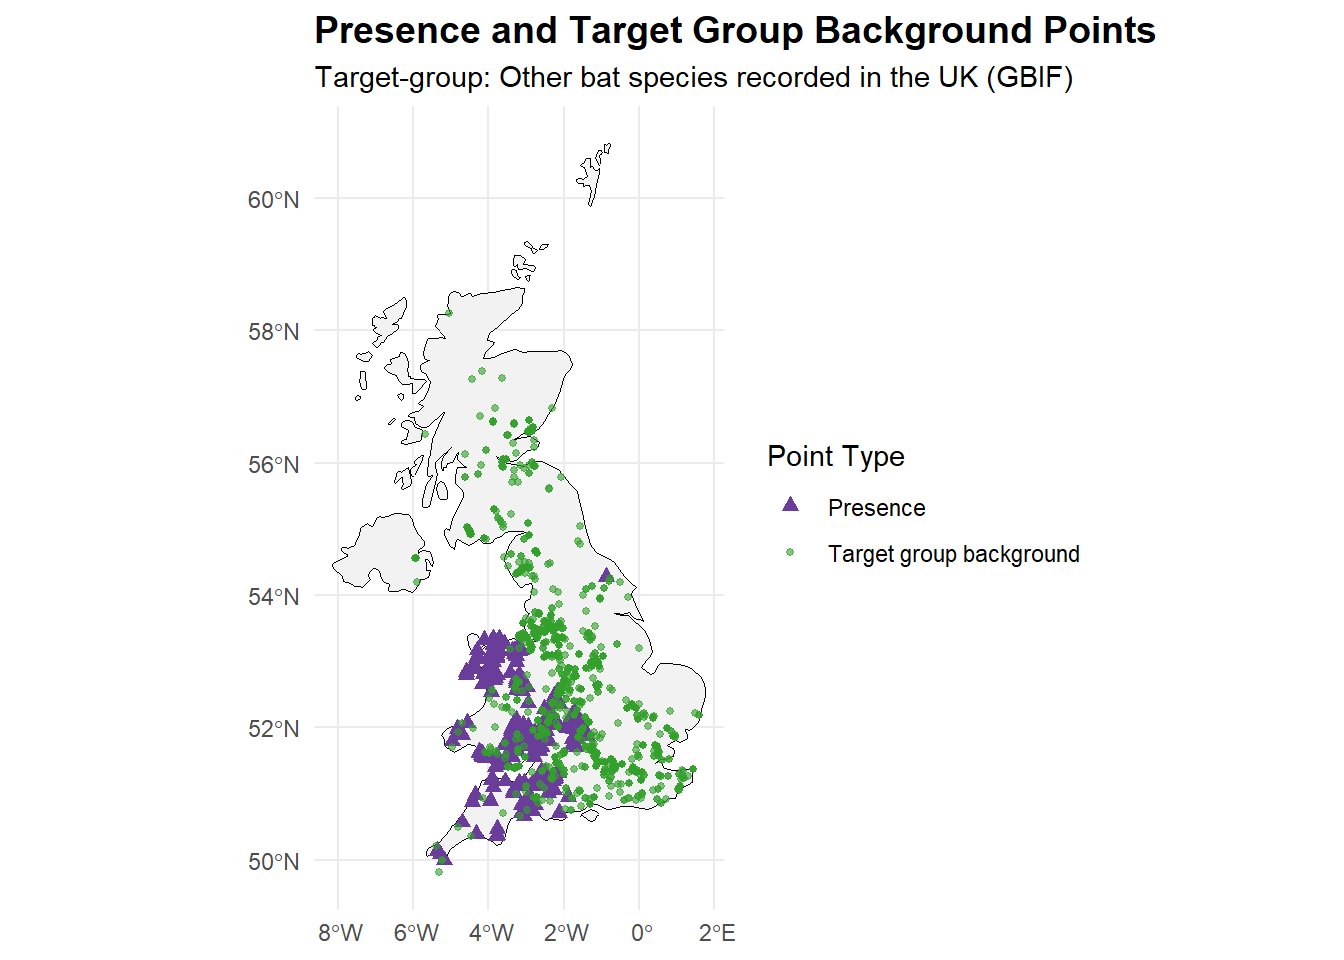 Presence and Target Group Background Points
Target-group: Other bat species recorded in the UK (GBIF)
60°N
58°N
56°N
54°N
52°N
50°N
8°W 6°W 4°W 2°W 0° 2°E
Point Type
Presence
Target group background